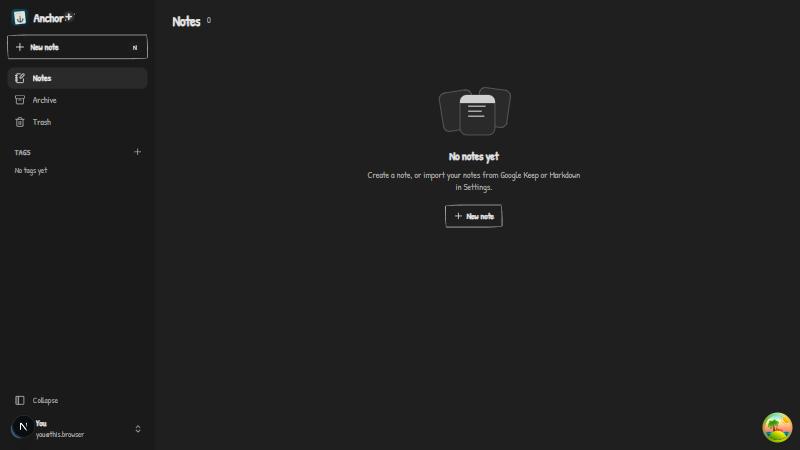 Anchor
New note N
Notes
Archive
Trash
TAGS
No tags yet
Collapse
N
You
you@this.browser
Notes 0
No notes yet
Create a note, or import your notes from Google Keep or Markdown
in Settings.
New note